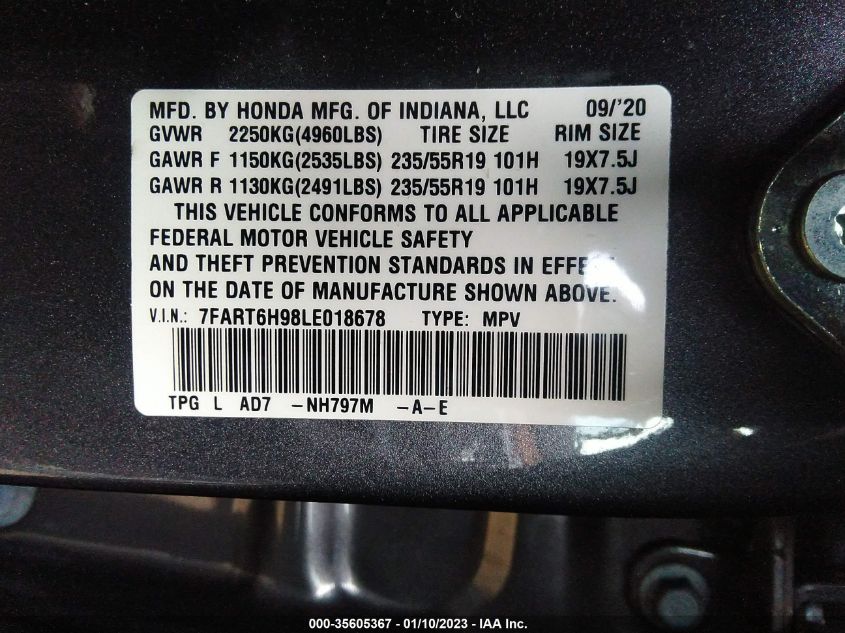 MFD. BY HONDA MFG. OF INDIANA, LLC 09/'20
GVWR 2250KG(4960LBS) TIRE SIZE RIM SIZE
GAWR F 1150KG(2535LBS) 235/55R19 101H 19X7.5J
GAWR R 1130KG(2491LBS) 235/55R19 101H 19X7.5J
THIS VEHICLE CONFORMS TO ALL APPLICABLE
FEDERAL MOTOR VEHICLE SAFETY
AND THEFT PREVENTION STANDARDS IN EFFECT
ON THE DATE OF MANUFACTURE SHOWN ABOVE.
V.I.N.: 7FART6H98LE018678 TYPE: MPV
TPG L AD7 -NH797M -A-E
000-35605367 - 01/10/2023 - IAA Inc.